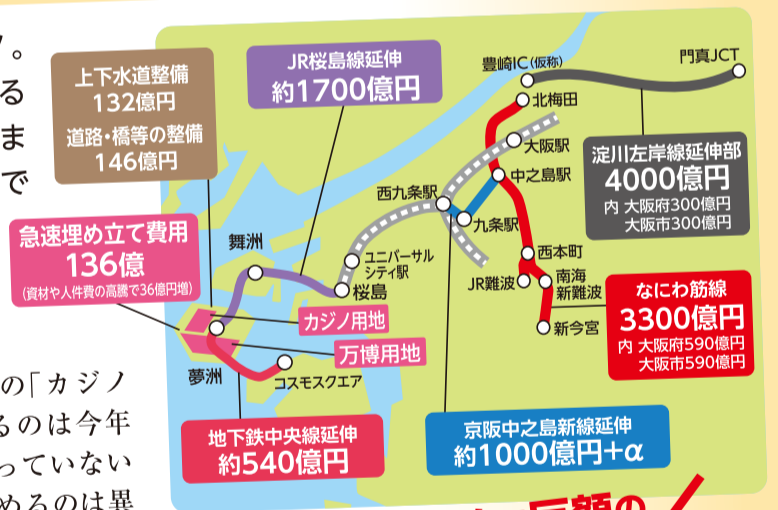 。
る
ま
で
上下水道整備
132億円
道路・橋等の整備
146億円
JR桜島線延伸
約1700億円
豊崎IC(仮称)
門真JCT
北梅田
大阪駅
中之島駅
淀川左岸線延伸部
4000億円
内 大阪府300億円
大阪市300億円
西九条駅
九条駅
急速埋め立て費用
136億
(資材や人件費の高騰で36億円増)
舞洲
ユニバーサル
シティ駅
桜島
西本町
JR難波
南海
新難波
新今宮
なにわ筋線
3300億円
内 大阪府590億円
大阪市590億円
カジノ用地
万博用地
夢洲
コスモスクエア
地下鉄中央線延伸
約540億円
京阪中之島新線延伸
約1000億円+α
の「カジノ
るのは今年
っていない
めるのは異
巨額の